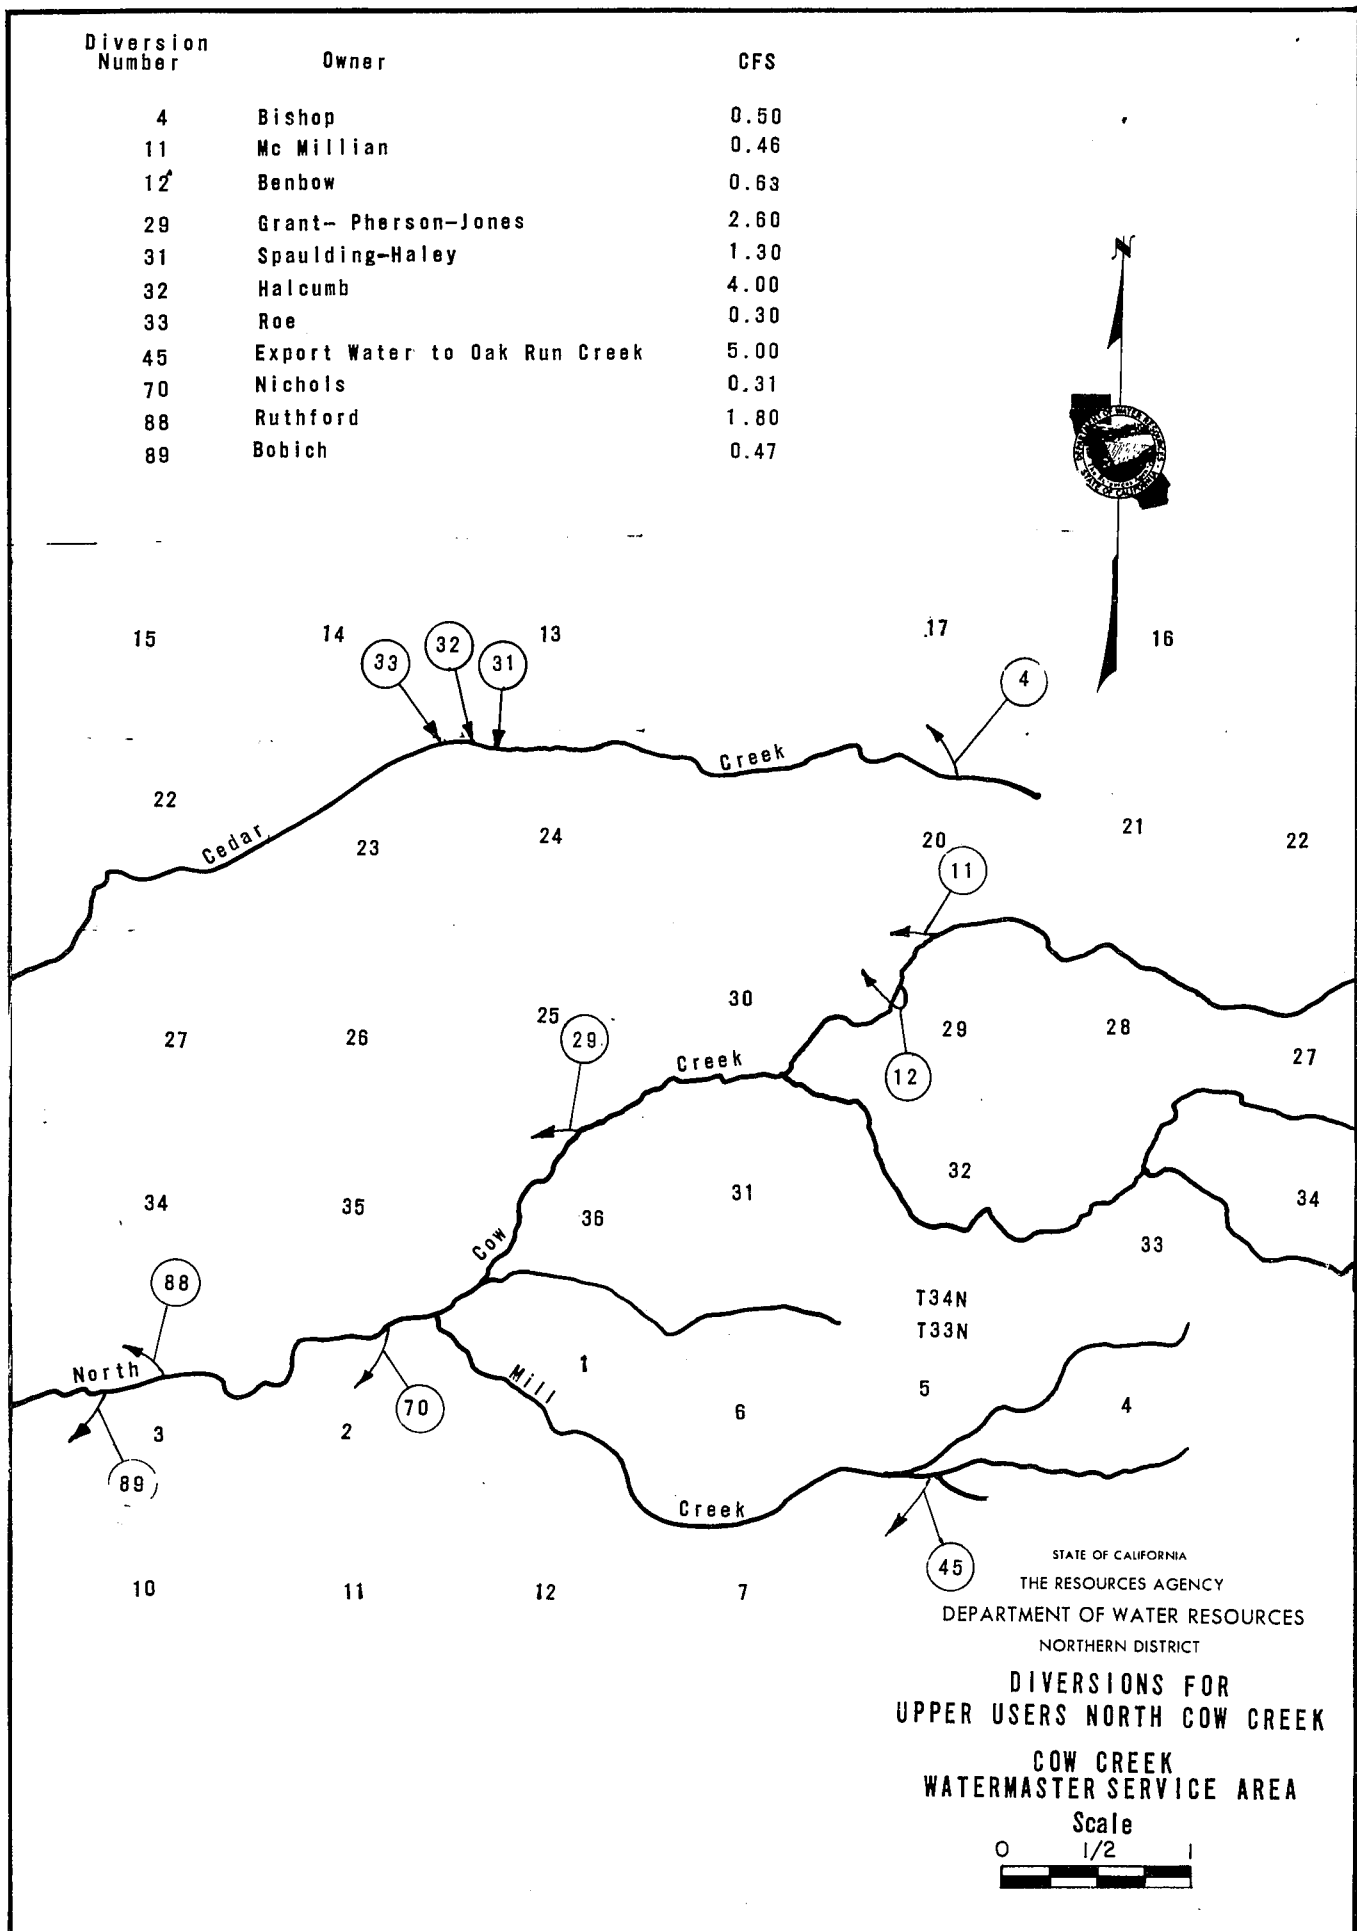 Diversion Number Owner CFS
4 Bishop 0.50
11 Mc Millian 0.46
12 Benbow 0.63
29 Grant- Pherson-Jones 2.60
31 Spaulding-Haley 1.30
32 Halcumb 4.00
33 Roe 0.30
45 Export Water to Oak Run Creek 5.00
70 Nichols 0.31
88 Ruthford 1.80
89 Bobich 0.47
N
DEPARTMENT OF WATER RESOURCES
STATE OF CALIFORNIA
15 14 13 17 16
33 32 31 4
Creek
22 Cedar 23 24 20 21 22
11
30
27 26 25 29 28 27
29
Creek
12
34 35 36 31 32 33 34
Cow
88
T34N
T33N
North
1
Mill
5
4
70
6
3
2
89
Creek
45
10 11 12 7
STATE OF CALIFORNIA
THE RESOURCES AGENCY
DEPARTMENT OF WATER RESOURCES
NORTHERN DISTRICT
DIVERSIONS FOR
UPPER USERS NORTH COW CREEK
COW CREEK
WATERMASTER SERVICE AREA
Scale
0 1/2 1